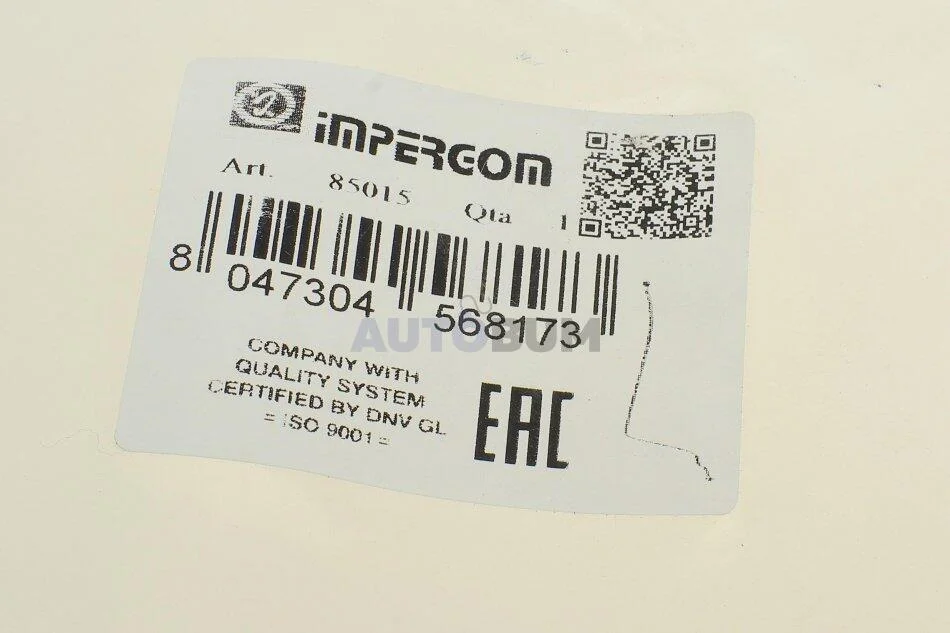 IMPERGOM
Art. 85015 Qta 1
8 047304 568173
AUTOBUM
COMPANY WITH
QUALITY SYSTEM
CERTIFIED BY DNV GL
= ISO 9001 =
EAC